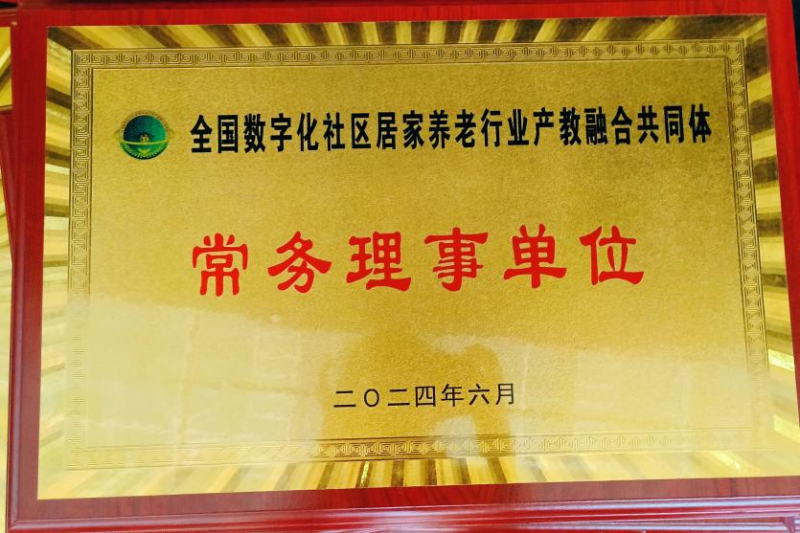 全国数字化社区居家养老行业产教融合共同体
常务理事单位
二〇二四年六月